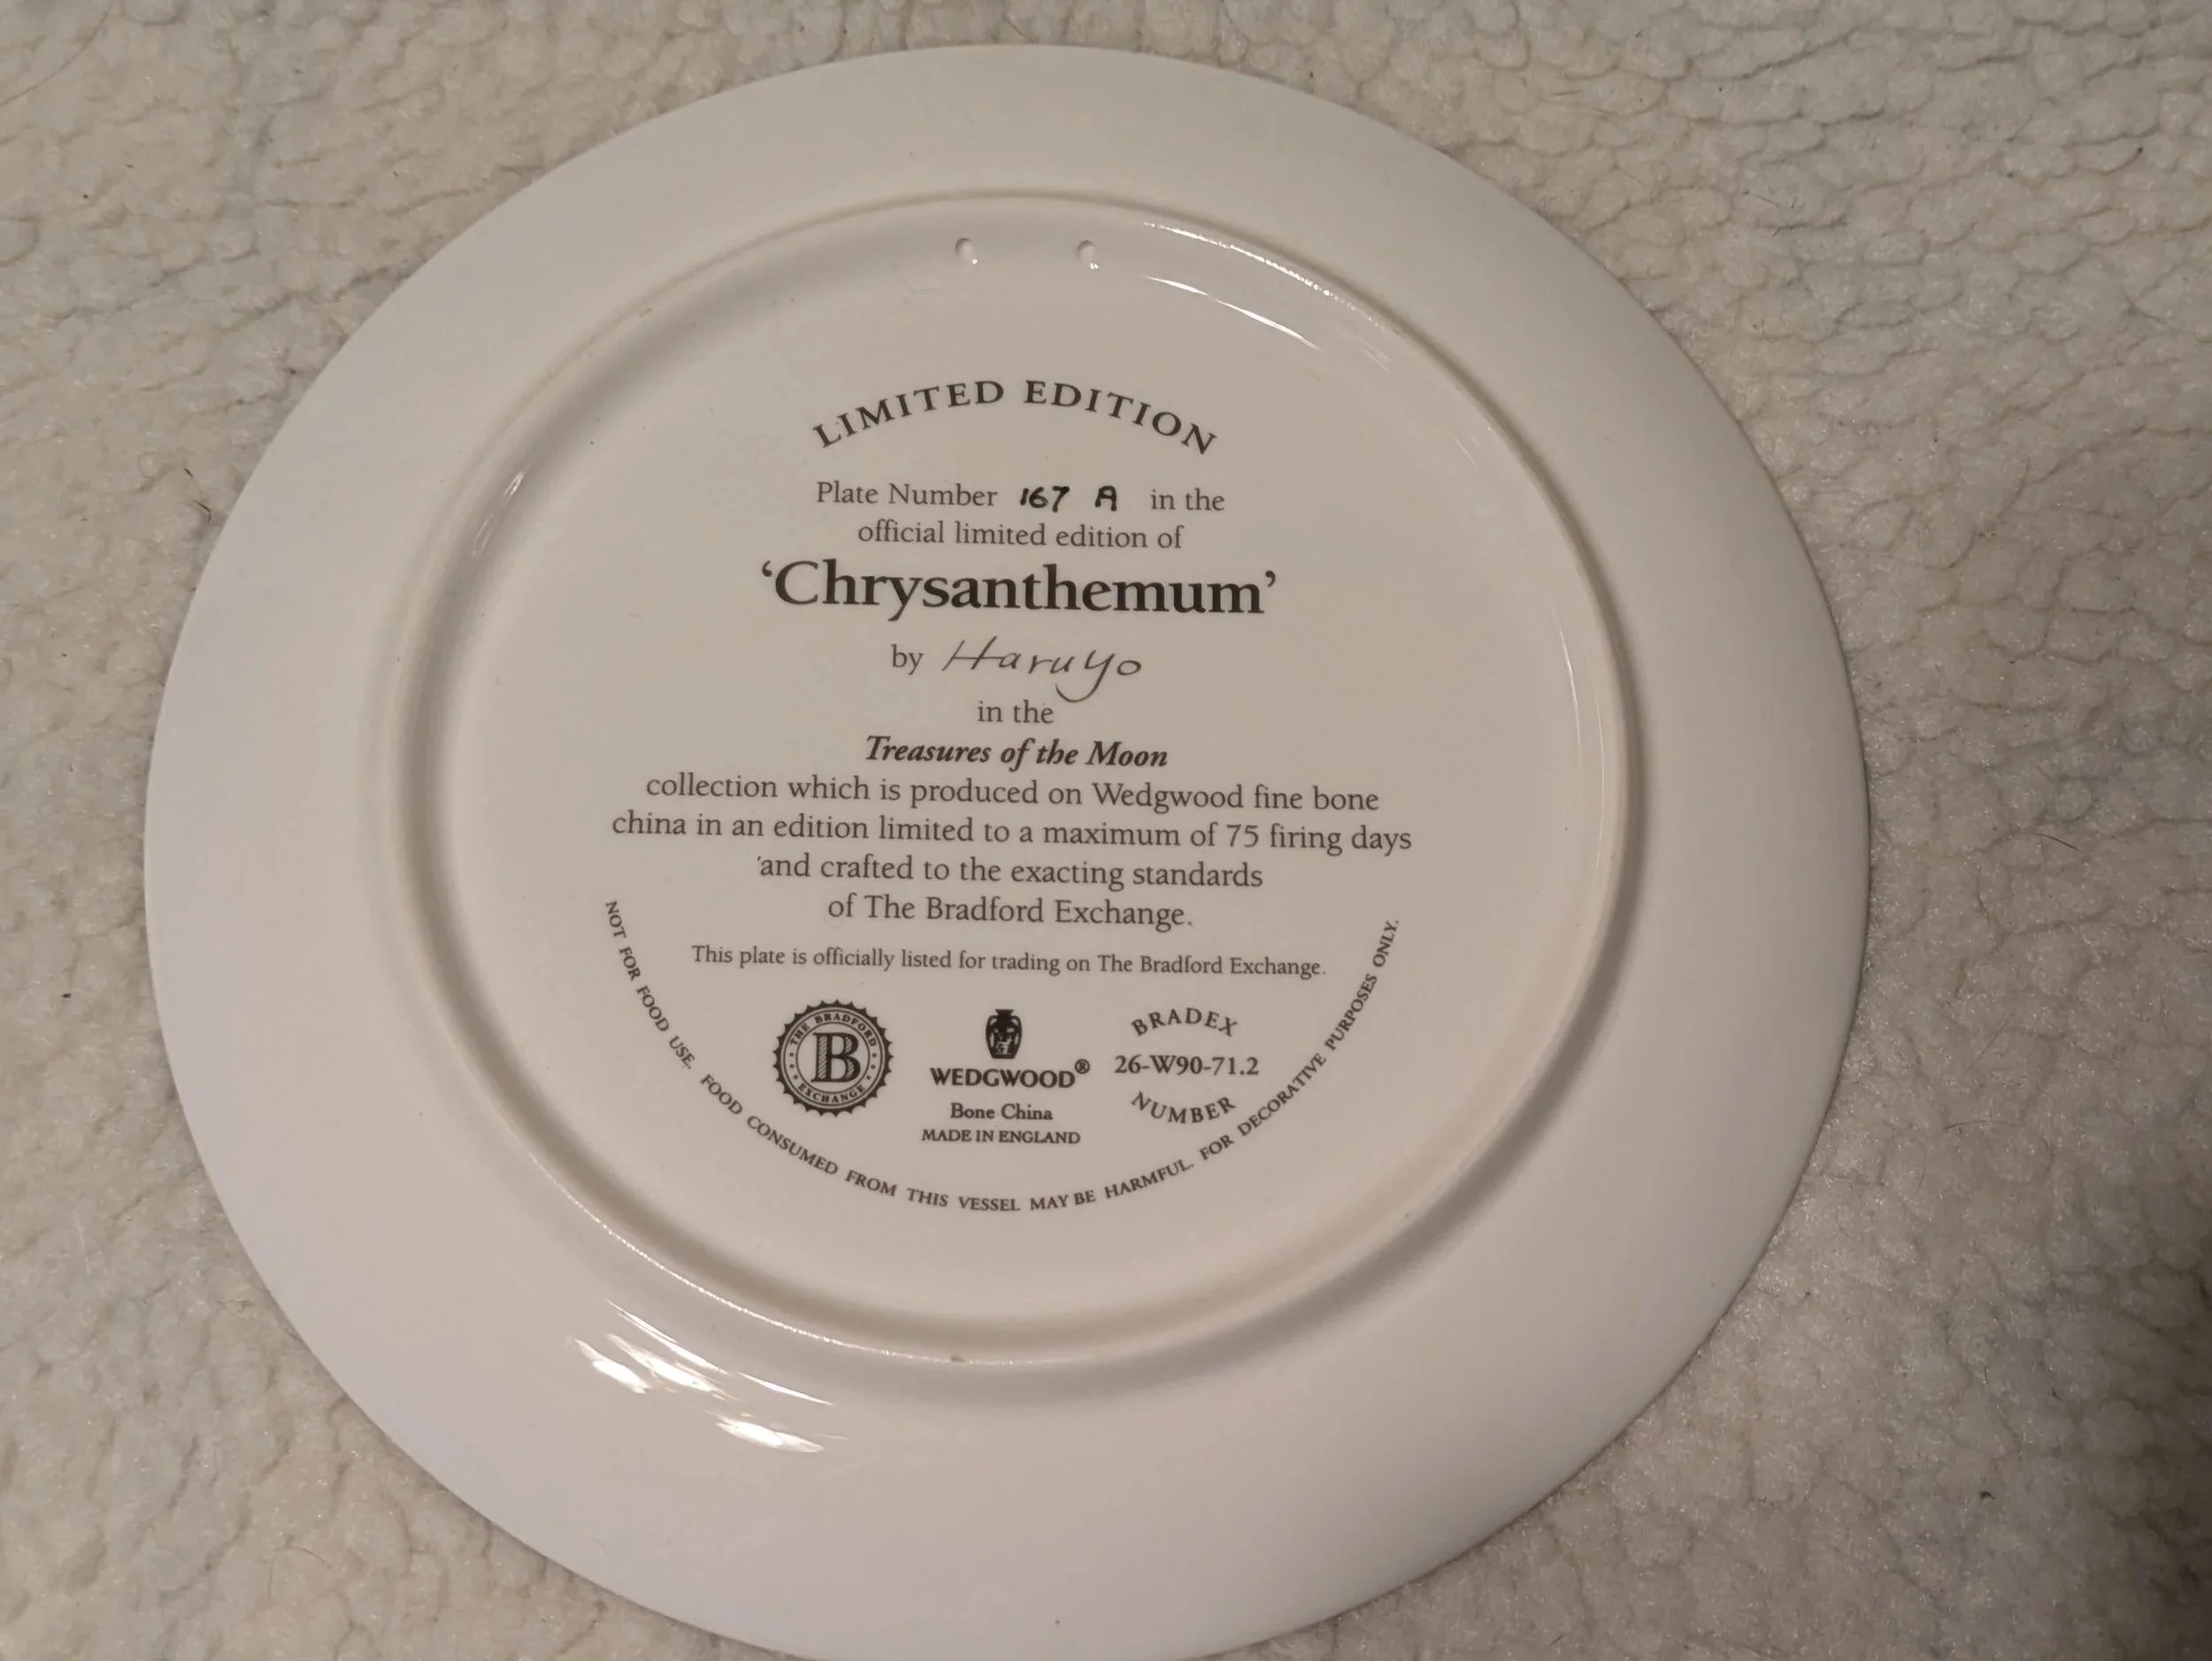 LIMITED EDITION
Plate Number 167 A in the
official limited edition of
‘Chrysanthemum’
by Haruyo
in the
Treasures of the Moon
collection which is produced on Wedgwood fine bone
china in an edition limited to a maximum of 75 firing days
and crafted to the exacting standards
of The Bradford Exchange.
This plate is officially listed for trading on The Bradford Exchange.
THE BRADFORD
B
EXCHANGE
WEDGWOOD®
Bone China
MADE IN ENGLAND
BRADEX
26-W90-71.2
NUMBER
NOT FOR FOOD USE. FOOD CONSUMED FROM THIS VESSEL MAY BE HARMFUL. FOR DECORATIVE PURPOSES ONLY.